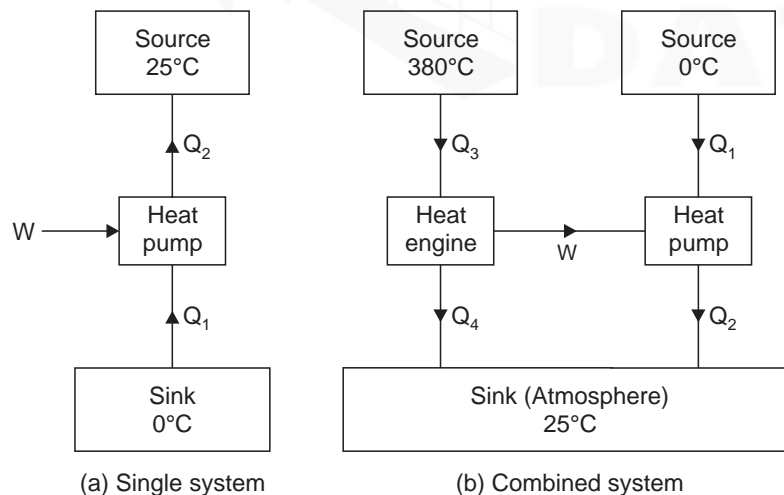 Source
25°C
Q2
W
Heat
pump
Q1
Sink
0°C
(a) Single system
Source
380°C
Source
0°C
Q3
Q1
Heat
engine
W
Heat
pump
Q4
Q2
Sink (Atmosphere)
25°C
(b) Combined system
DA